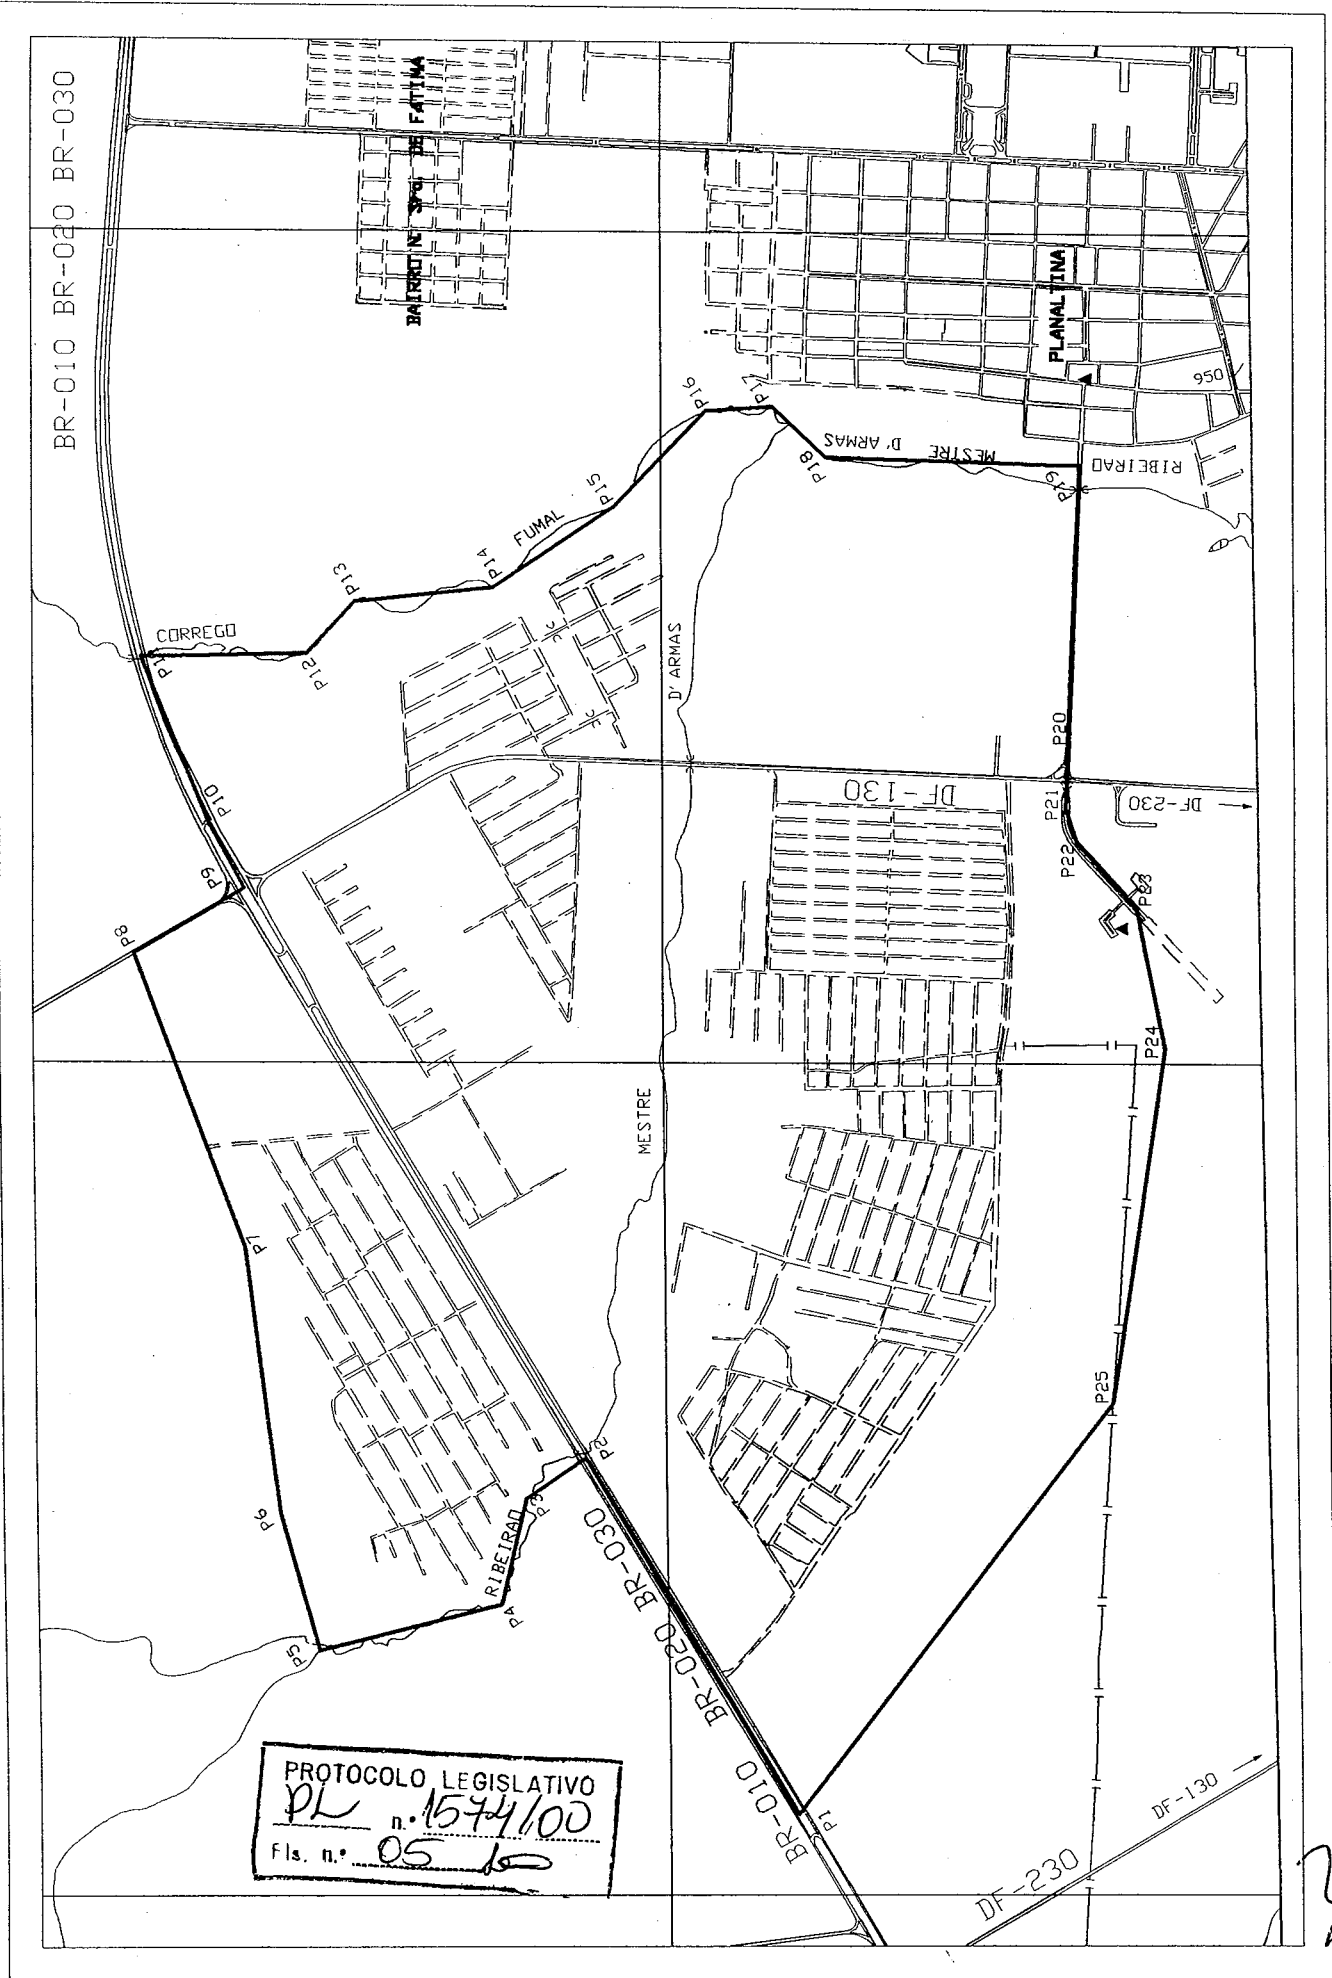 BR-010 BR-020 BR-030
BAIRRO N. Sra. DE FATIMA
PLANALTINA
950
P16
P17
P18
MESTRE D'ARMAS
RIBEIRAO
P19
P15
FUMAL
P14
P13
P12
CORREGO
P11
D'ARMAS
P10
P9
P8
DF-130
P20
P21
DF-230
P22
P23
P24
MESTRE
P7
P25
P6
P2
P3
RIBEIRAO
P4
P5
BR-010 BR-020 BR-030
P1
DF-230
DF-130
PROTOCOLO LEGISLATIVO
PL n.º 1574/00
Fls. n.º 05